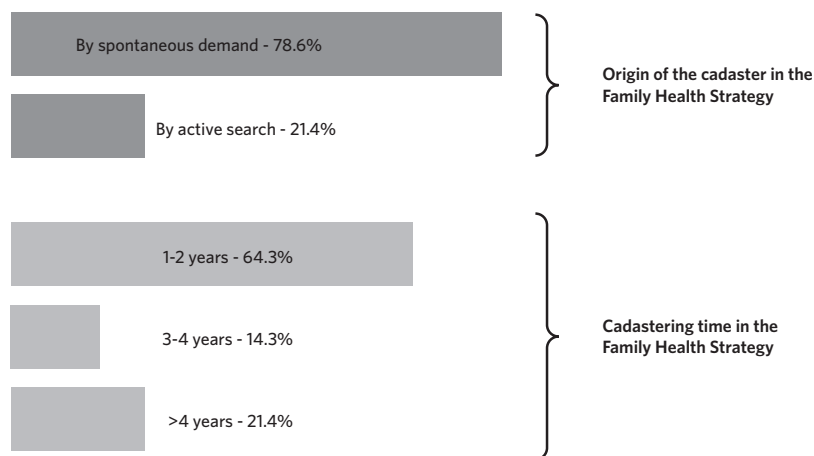 By spontaneous demand - 78.6%
By active search - 21.4%
Origin of the cadaster in the
Family Health Strategy
1-2 years - 64.3%
3-4 years - 14.3%
>4 years - 21.4%
Cadastering time in the
Family Health Strategy